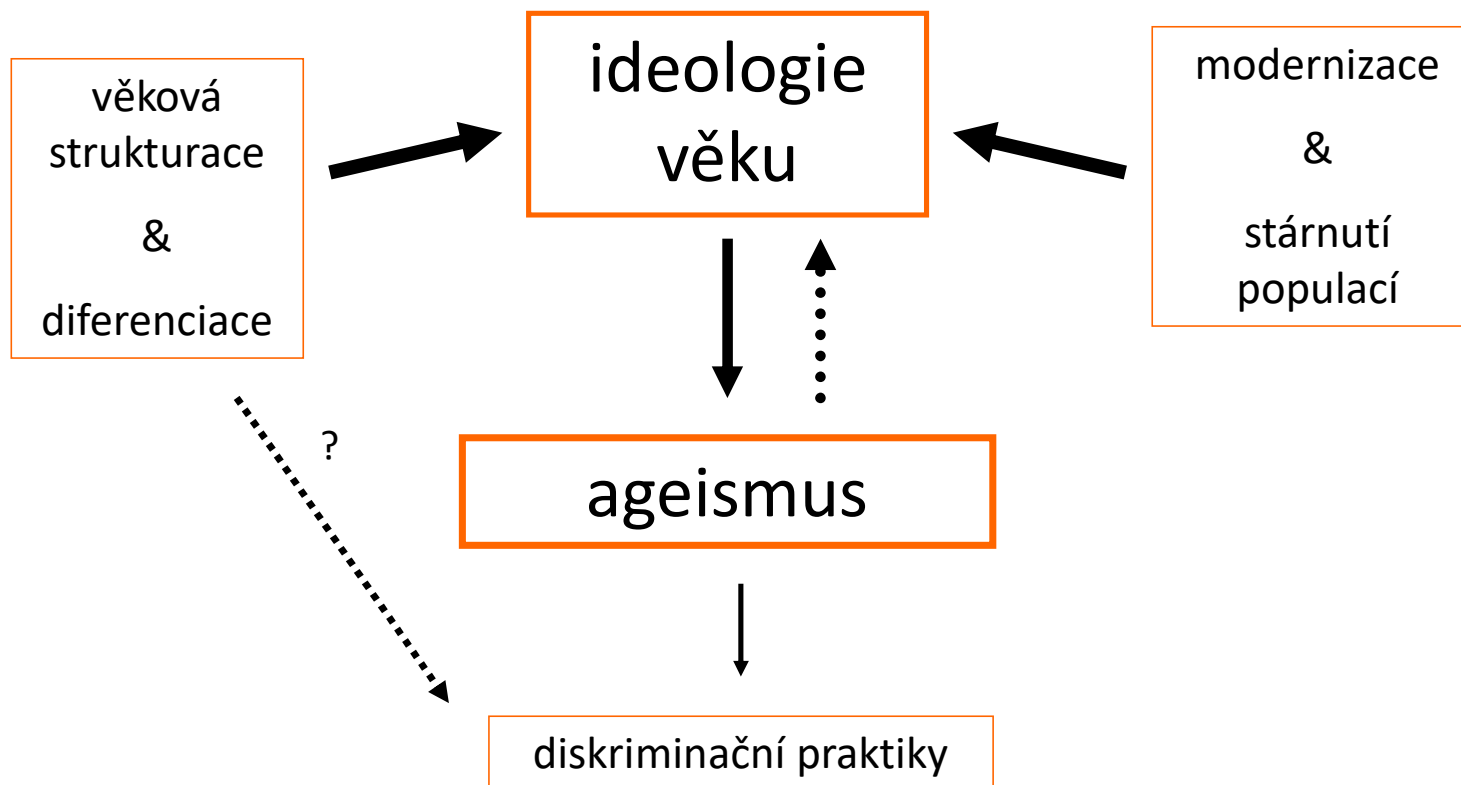 věková
strukturace
&
diferenciace
ideologie
věku
modernizace
&
stárnutí
populací
?
ageismus
diskriminační praktiky